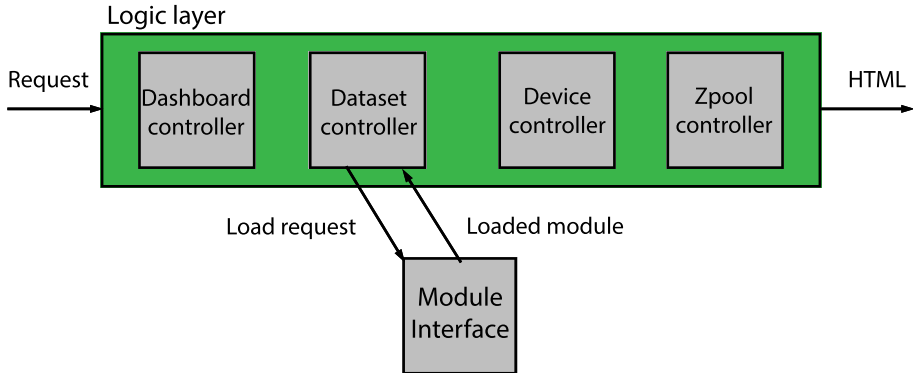 Logic layer
Request
HTML
Dashboard
controller
Dataset
controller
Device
controller
Zpool
controller
Load request
Loaded module
Module
Interface